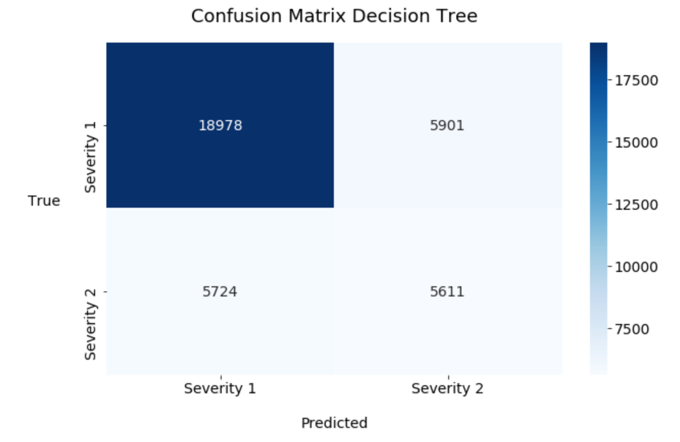 Confusion Matrix Decision Tree
Severity 1
18978
5901
True
Severity 2
5724
5611
Severity 1
Severity 2
Predicted
17500
15000
12500
10000
7500